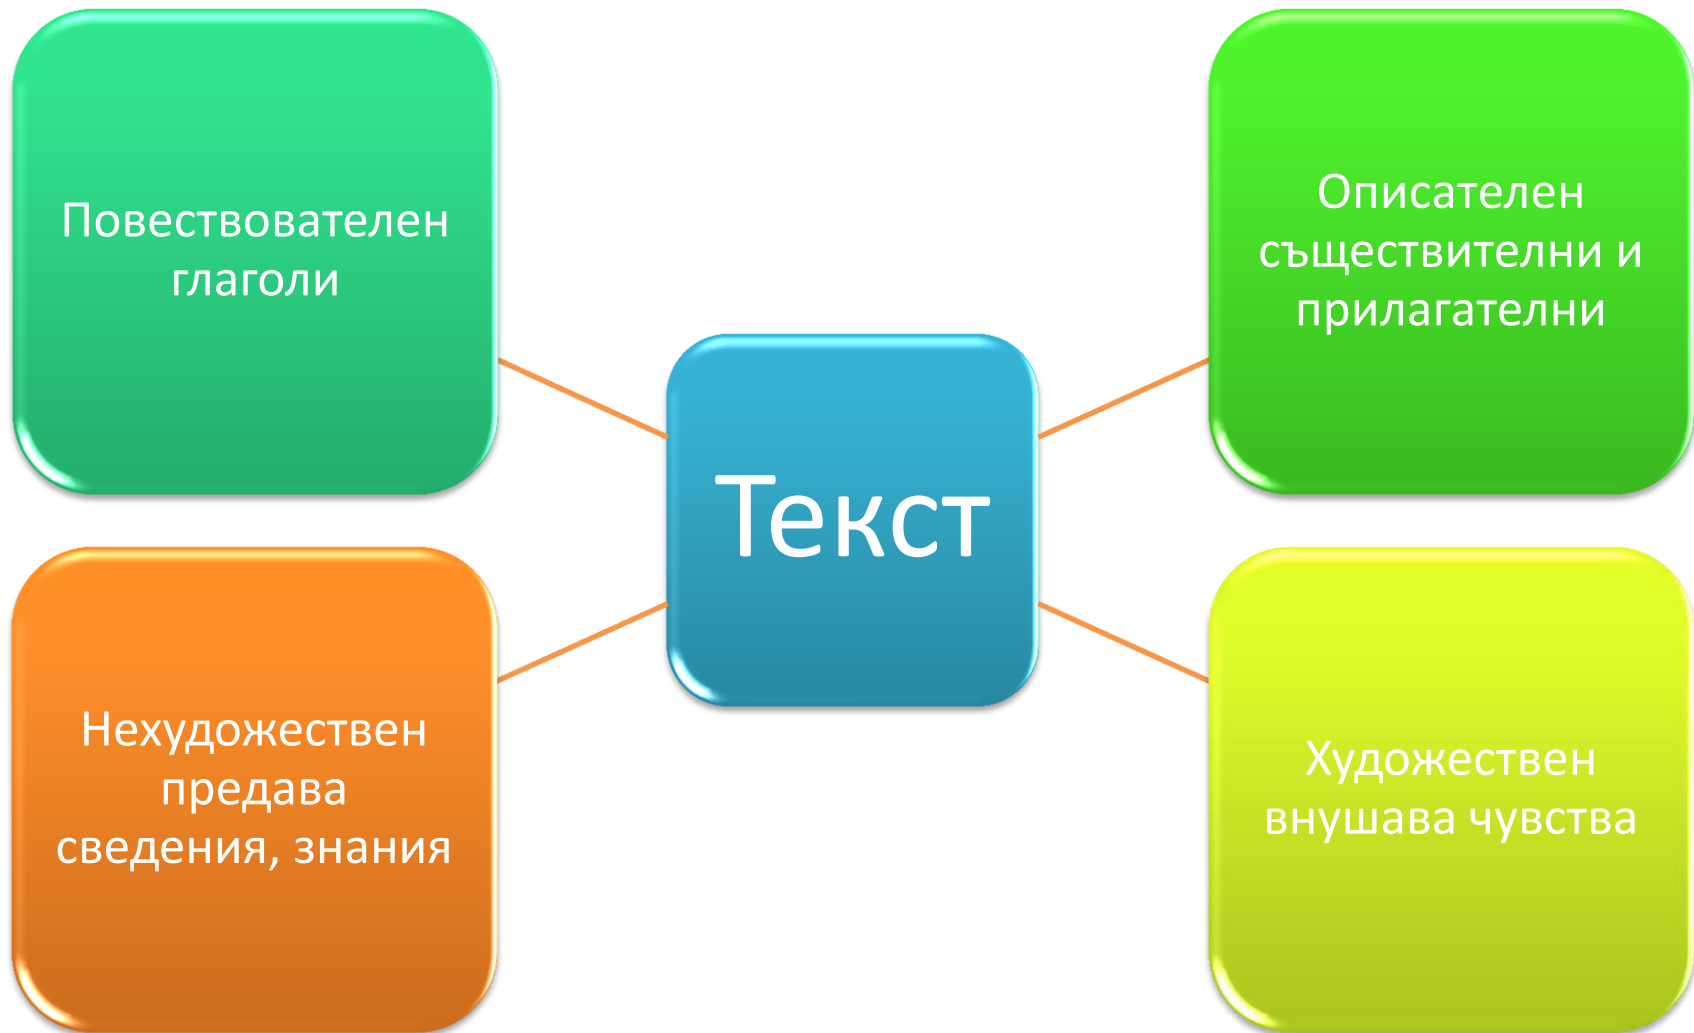 Повествователен
глаголи
Описателен
съществителни и
прилагателни
Текст
Нехудожествен
предава
сведения, знания
Художествен
внушава чувства